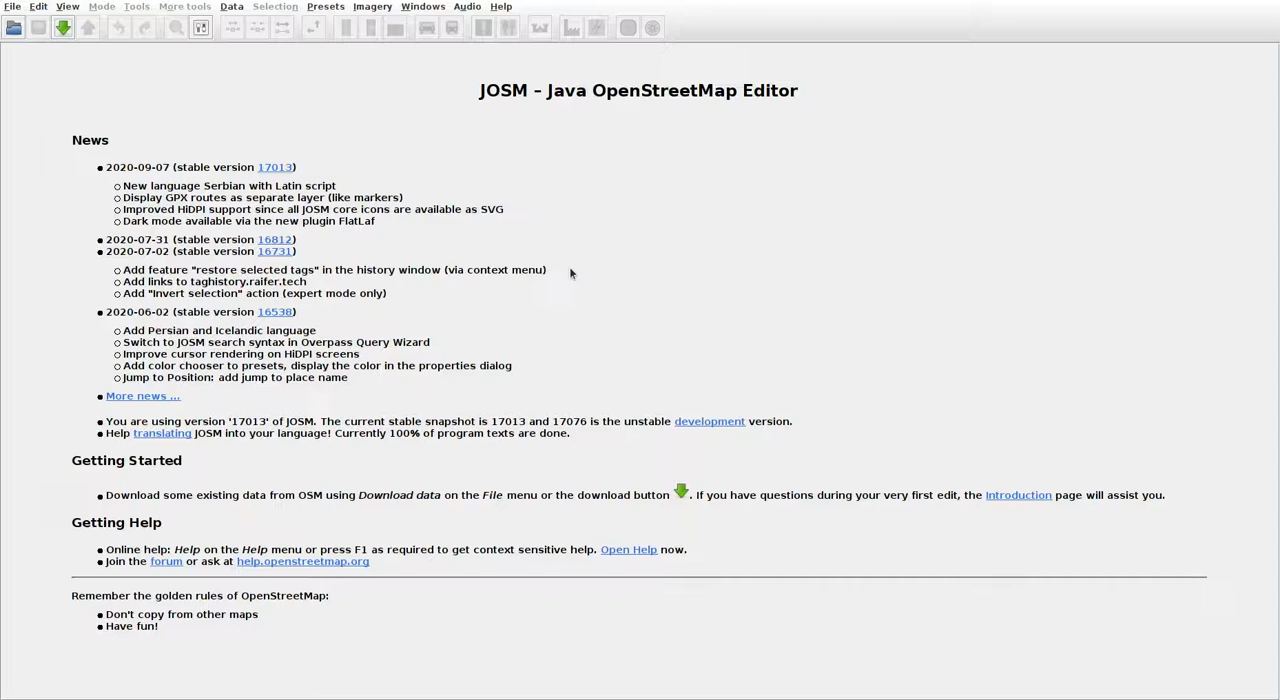 File Edit View Mode Tools More tools Data Selection Presets Imagery Windows Audio Help
JOSM – Java OpenStreetMap Editor
News
2020-09-07 (stable version 17013)
New language Serbian with Latin script
Display GPX routes as separate layer (like markers)
Improved HiDPI support since all JOSM core icons are available as SVG
Dark mode available via the new plugin FlatLaf
2020-07-31 (stable version 16812)
2020-07-02 (stable version 16731)
Add feature "restore selected tags" in the history window (via context menu)
Add links to taghistory.raifer.tech
Add "Invert selection" action (expert mode only)
2020-06-02 (stable version 16538)
Add Persian and Icelandic language
Switch to JOSM search syntax in Overpass Query Wizard
Improve cursor rendering on HiDPI screens
Add color chooser to presets, display the color in the properties dialog
Jump to Position: add jump to place name
More news ...
You are using version '17013' of JOSM. The current stable snapshot is 17013 and 17076 is the unstable development version.
Help translating JOSM into your language! Currently 100% of program texts are done.
Getting Started
Download some existing data from OSM using Download data on the File menu or the download button . If you have questions during your very first edit, the Introduction page will assist you.
Getting Help
Online help: Help on the Help menu or press F1 as required to get context sensitive help. Open Help now.
Join the forum or ask at help.openstreetmap.org
Remember the golden rules of OpenStreetMap:
Don't copy from other maps
Have fun!